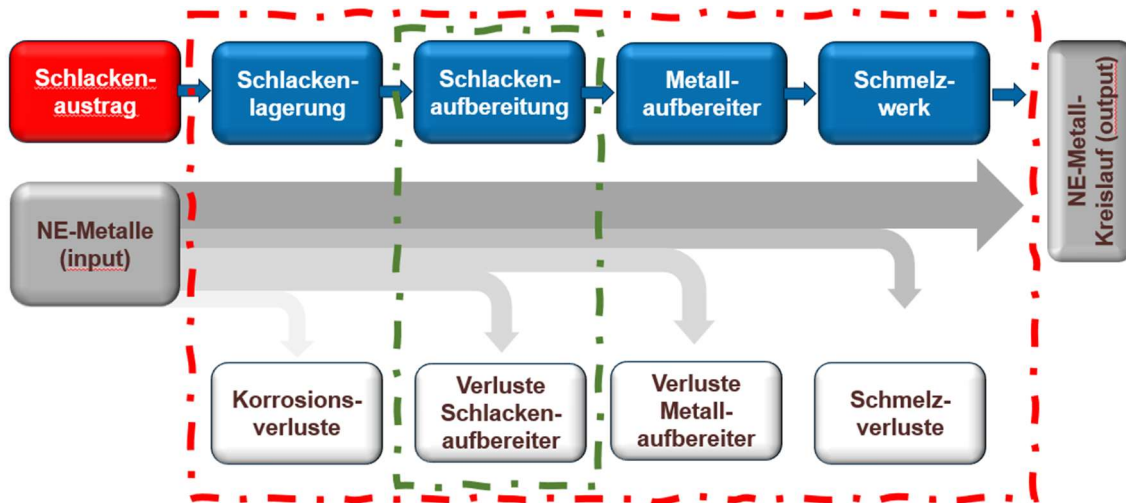 Schlacken-
austrag
Schlacken-
lagerung
Schlacken-
aufbereitung
Metall-
aufbereiter
Schmelz-
werk
NE-Metall-
Kreislauf (output)
NE-Metalle
(input)
Korrosions-
verluste
Verluste
Schlacken-
aufbereiter
Verluste
Metall-
aufbereiter
Schmelz-
verluste